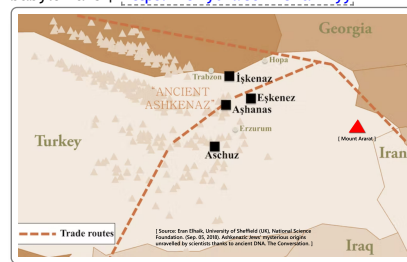 Georgia
Hopa
Trabzon
İşkenaz
"ANCIENT
ASHKENAZ"
Eşkenez
Aşhanas
Erzurum
[ Mount Ararat ]
Turkey
Aschuz
Iran
Trade routes
[ Source: Eran Elhaik, University of Sheffield (UK), National Science
Foundation. (Sep. 05, 2018). Ashkenazic Jews' mysterious origins
unravelled by scientists thanks to ancient DNA. The Conversation. ]
Iraq